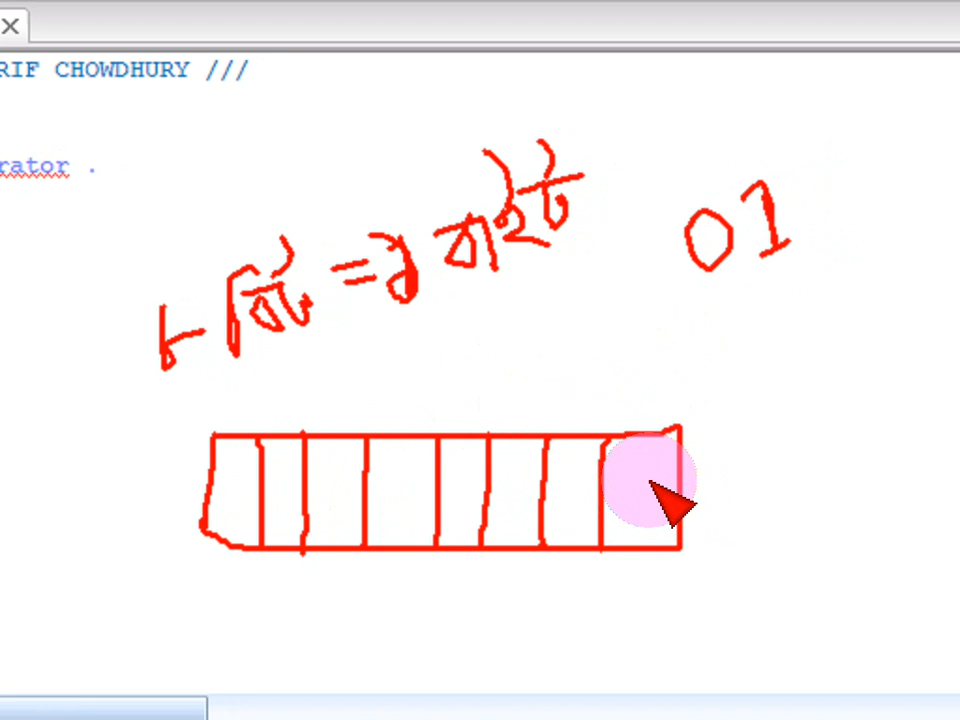 RIF CHOWDHURY ///
rator .
৮ বিট = ১ বাইট
01